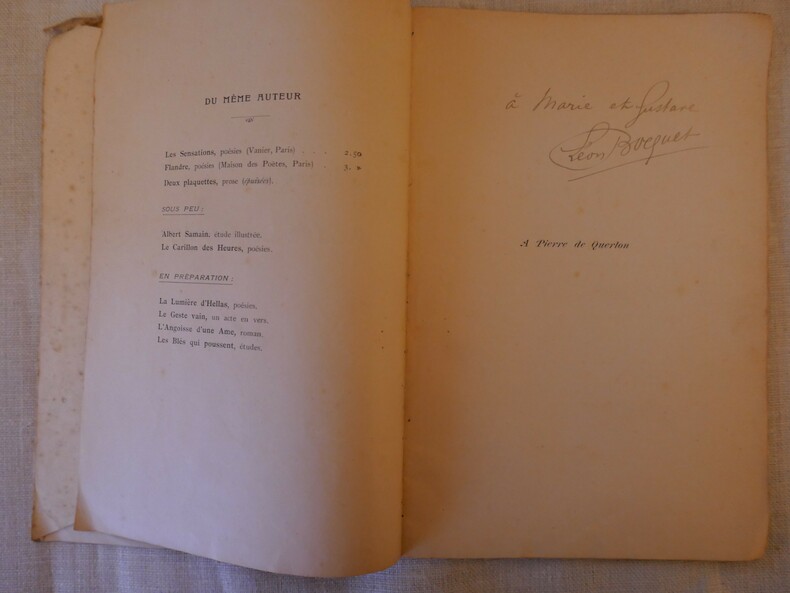 DU MÊME AUTEUR
Les Sensations, poésies (Vanier, Paris) . . . 2.50
Flandre, poésies (Maison des Poètes, Paris) . 3. »
Deux plaquettes, prose (épuisées).
SOUS PEU :
Albert Samain, étude illustrée.
Le Carillon des Heures, poésies.
EN PRÉPARATION :
La Lumière d'Hellas, poésies.
Le Geste vain, un acte en vers.
L'Angoisse d'une Ame, roman.
Les Blés qui poussent, études.
à Marie et Gustave
Léon Bocquet
A Pierre de Querlon